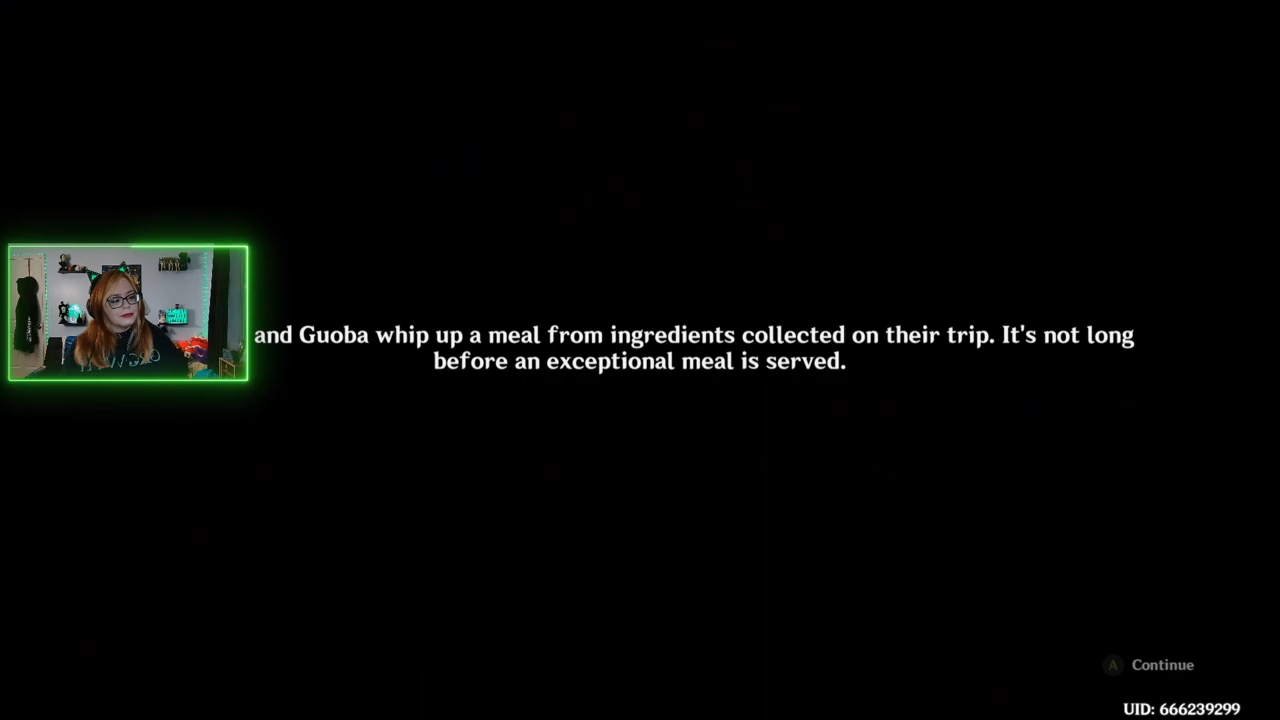 and Guoba whip up a meal from ingredients collected on their trip. It's not long
before an exceptional meal is served.
A Continue
UID: 666239299